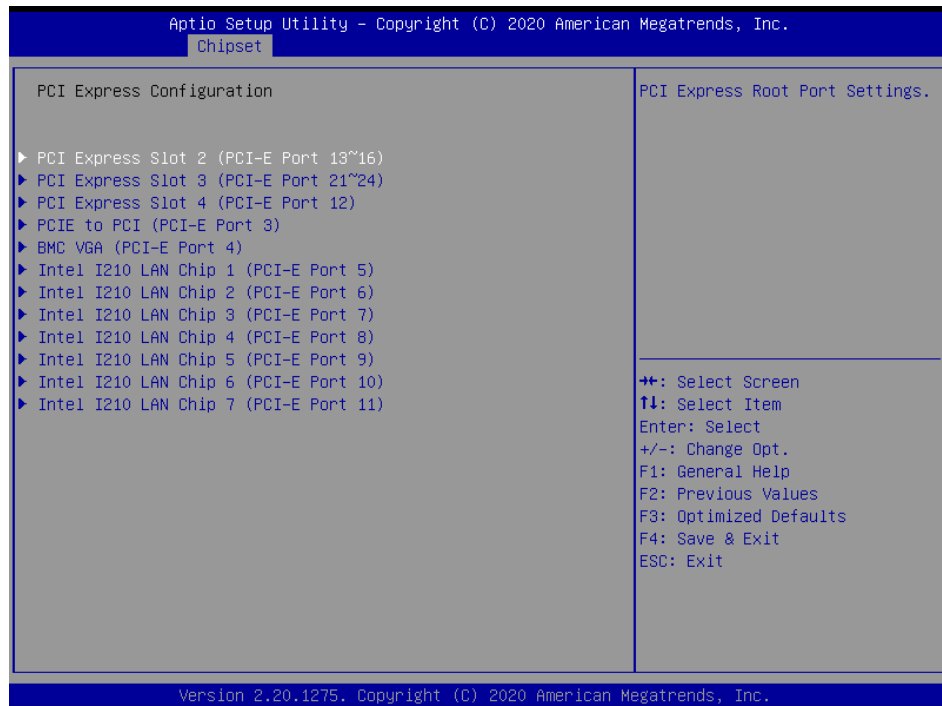 Aptio Setup Utility – Copyright (C) 2020 American Megatrends, Inc.
Chipset
PCI Express Configuration
▶ PCI Express Slot 2 (PCI-E Port 13~16)
▶ PCI Express Slot 3 (PCI-E Port 21~24)
▶ PCI Express Slot 4 (PCI-E Port 12)
▶ PCIE to PCI (PCI-E Port 3)
▶ BMC VGA (PCI-E Port 4)
▶ Intel I210 LAN Chip 1 (PCI-E Port 5)
▶ Intel I210 LAN Chip 2 (PCI-E Port 6)
▶ Intel I210 LAN Chip 3 (PCI-E Port 7)
▶ Intel I210 LAN Chip 4 (PCI-E Port 8)
▶ Intel I210 LAN Chip 5 (PCI-E Port 9)
▶ Intel I210 LAN Chip 6 (PCI-E Port 10)
▶ Intel I210 LAN Chip 7 (PCI-E Port 11)
PCI Express Root Port Settings.
→←: Select Screen
↑↓: Select Item
Enter: Select
+/-: Change Opt.
F1: General Help
F2: Previous Values
F3: Optimized Defaults
F4: Save & Exit
ESC: Exit
Version 2.20.1275. Copyright (C) 2020 American Megatrends, Inc.